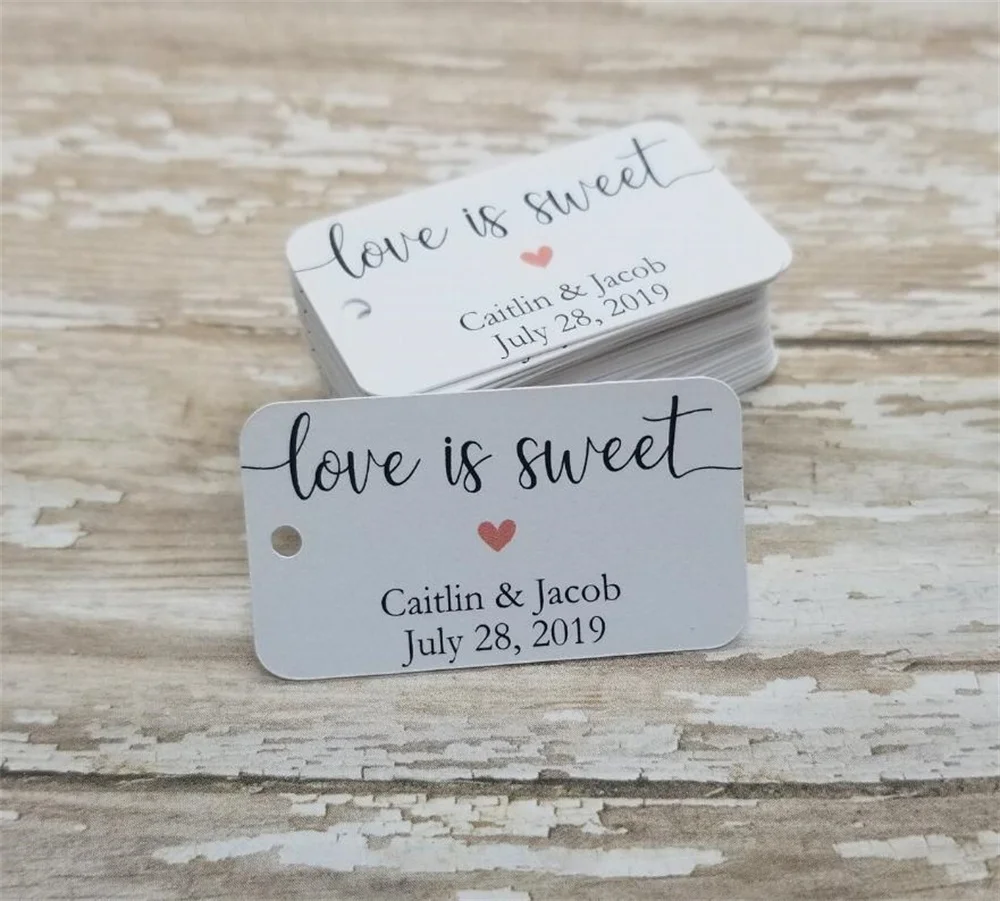 love is sweet
Caitlin & Jacob
July 28, 2019
love is sweet
Caitlin & Jacob
July 28, 2019